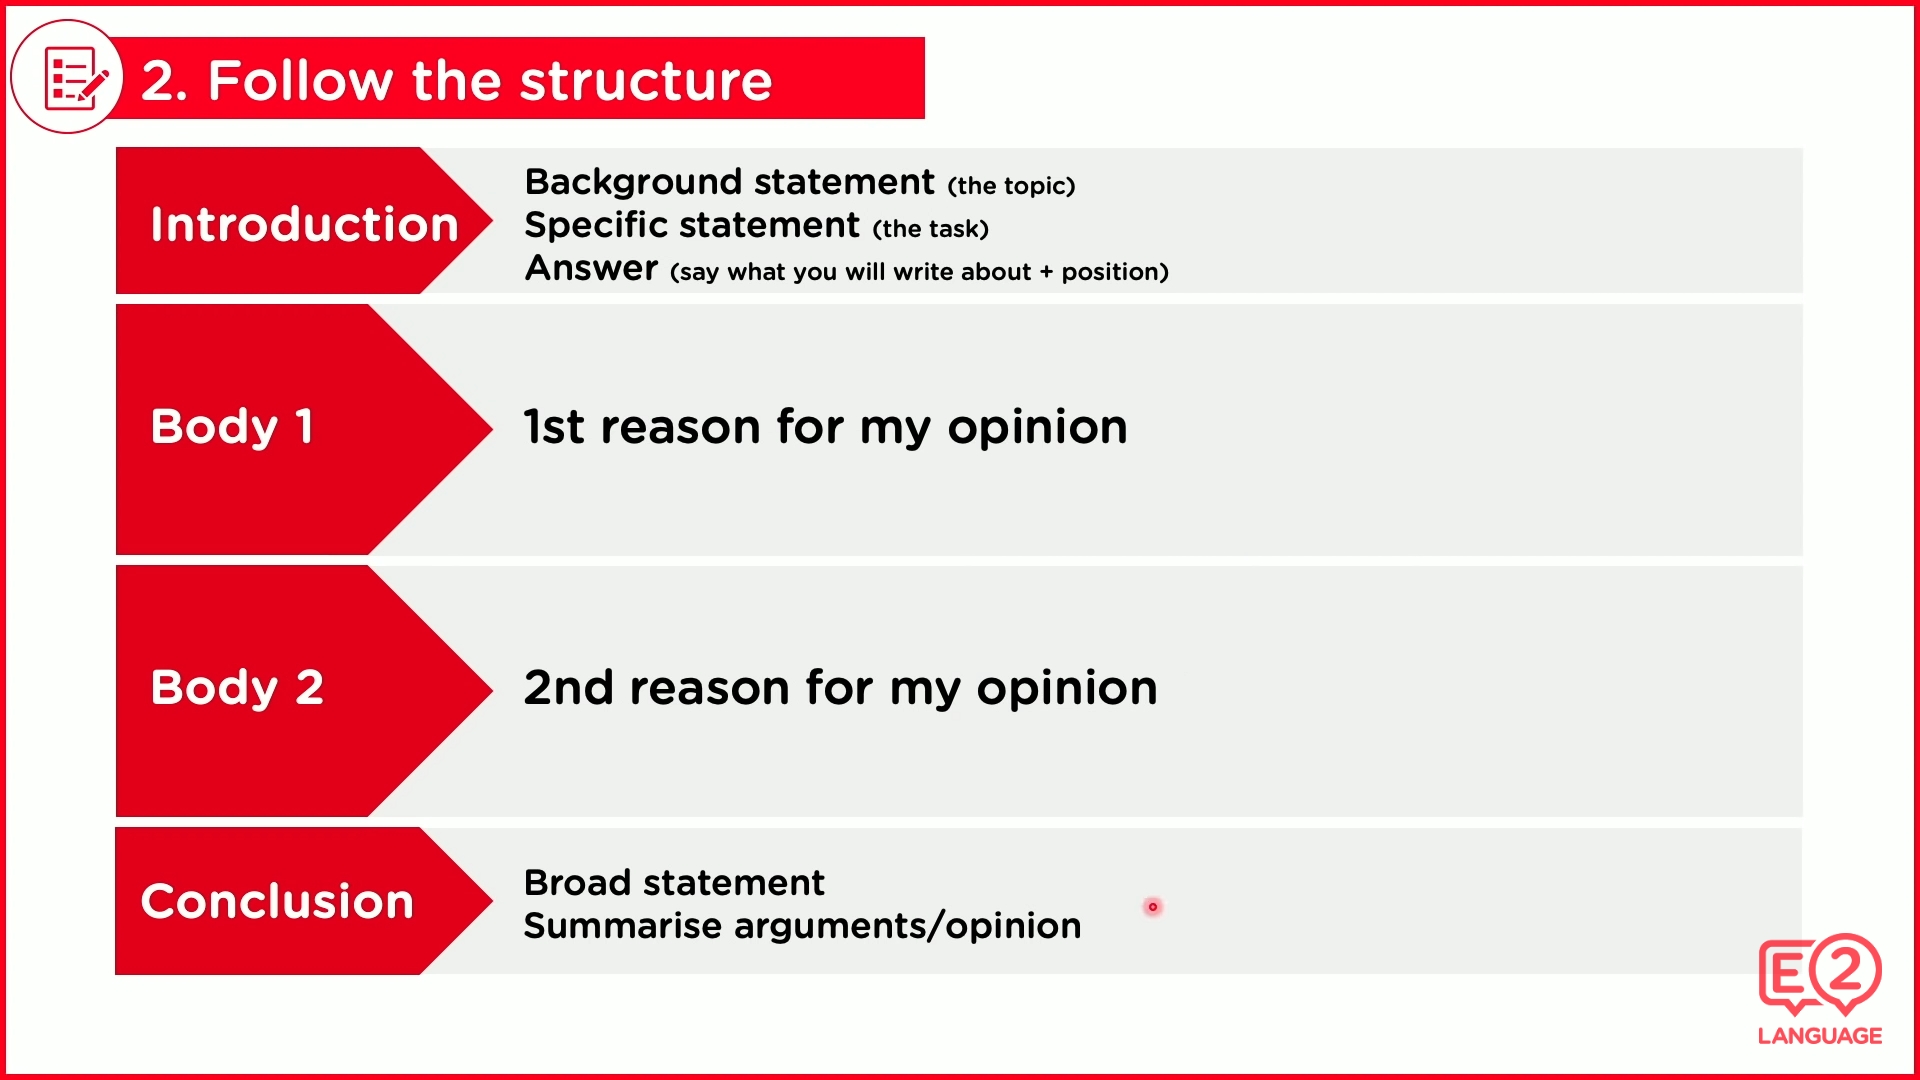 2. Follow the structure
Introduction
Background statement (the topic)
Specific statement (the task)
Answer (say what you will write about + position)
Body 1
1st reason for my opinion
Body 2
2nd reason for my opinion
Conclusion
Broad statement
Summarise arguments/opinion
E2
LANGUAGE